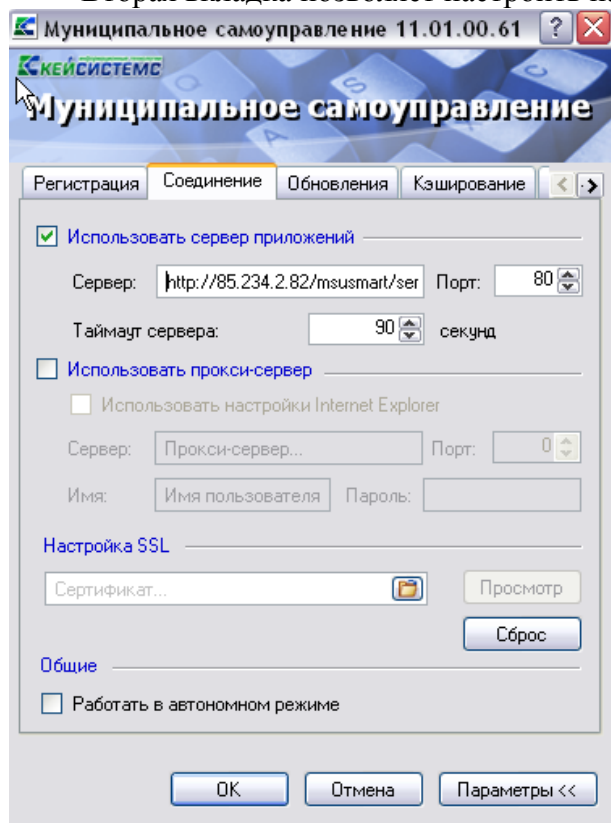 Вторая вкладка позволяет настроить
Муниципальное самоуправление 11.01.00.61
КЕЙСИСТЕМС
Муниципальное самоуправление
Регистрация Соединение Обновления Кэширование
Использовать сервер приложений
Сервер: http://85.234.2.82/msusmart/ser Порт: 80
Таймаут сервера: 90 секунд
Использовать прокси-сервер
Использовать настройки Internet Explorer
Сервер: Прокси-сервер... Порт: 0
Имя: Имя пользователя Пароль:
Настройка SSL
Сертификат... Просмотр
Сброс
Общие
Работать в автономном режиме
OK Отмена Параметры <<